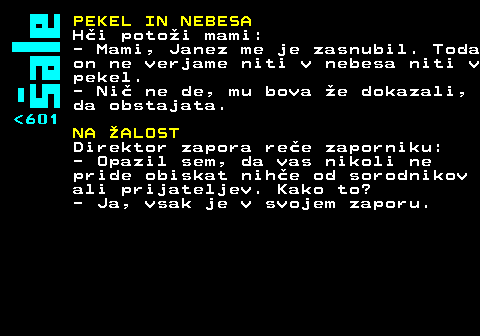 šale
<601
PEKEL IN NEBESA
Hči potoži mami:
- Mami, Janez me je zasnubil. Toda
on ne verjame niti v nebesa niti v
pekel.
- Nič ne de, mu bova že dokazali,
da obstajata.
NA ŽALOST
Direktor zapora reče zaporniku:
- Opazil sem, da vas nikoli ne
pride obiskat nihče od sorodnikov
ali prijateljev. Kako to?
- Ja, vsak je v svojem zaporu.